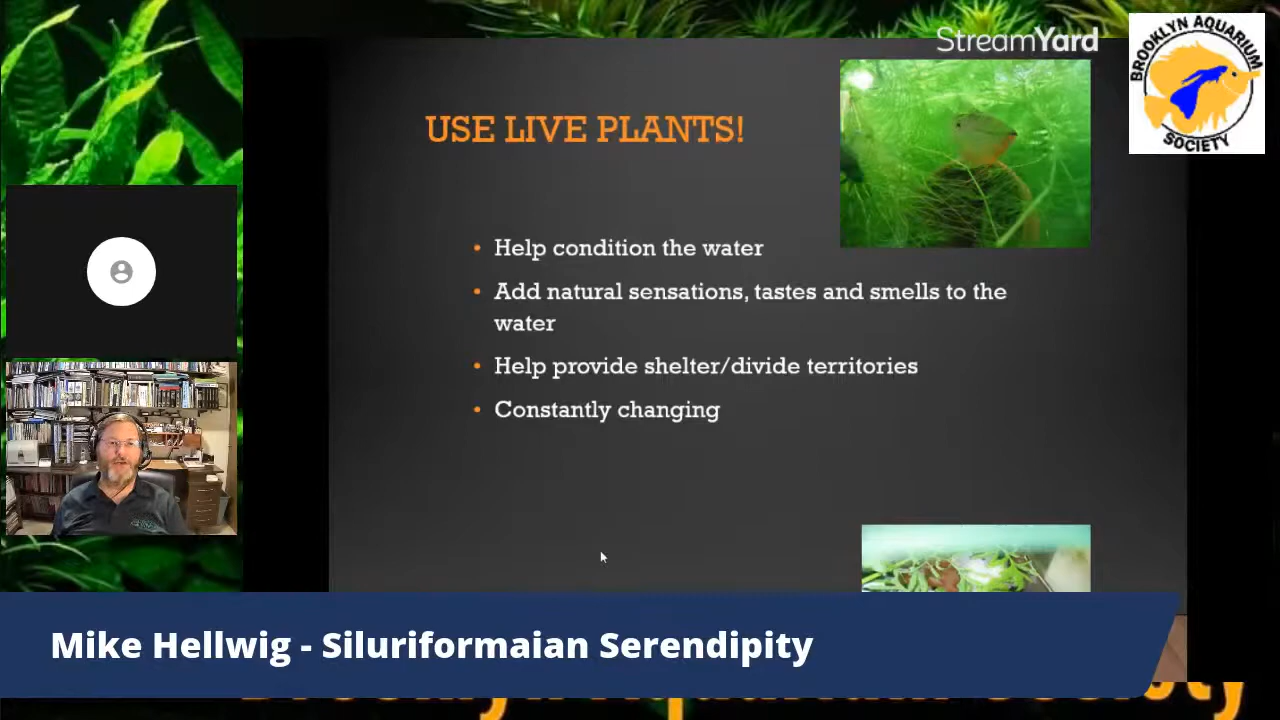 StreamYard
BROOKLYN AQUARIUM
SOCIETY
USE LIVE PLANTS!
• Help condition the water
• Add natural sensations, tastes and smells to the
water
• Help provide shelter/divide territories
• Constantly changing
Mike Hellwig - Siluriformaian Serendipity